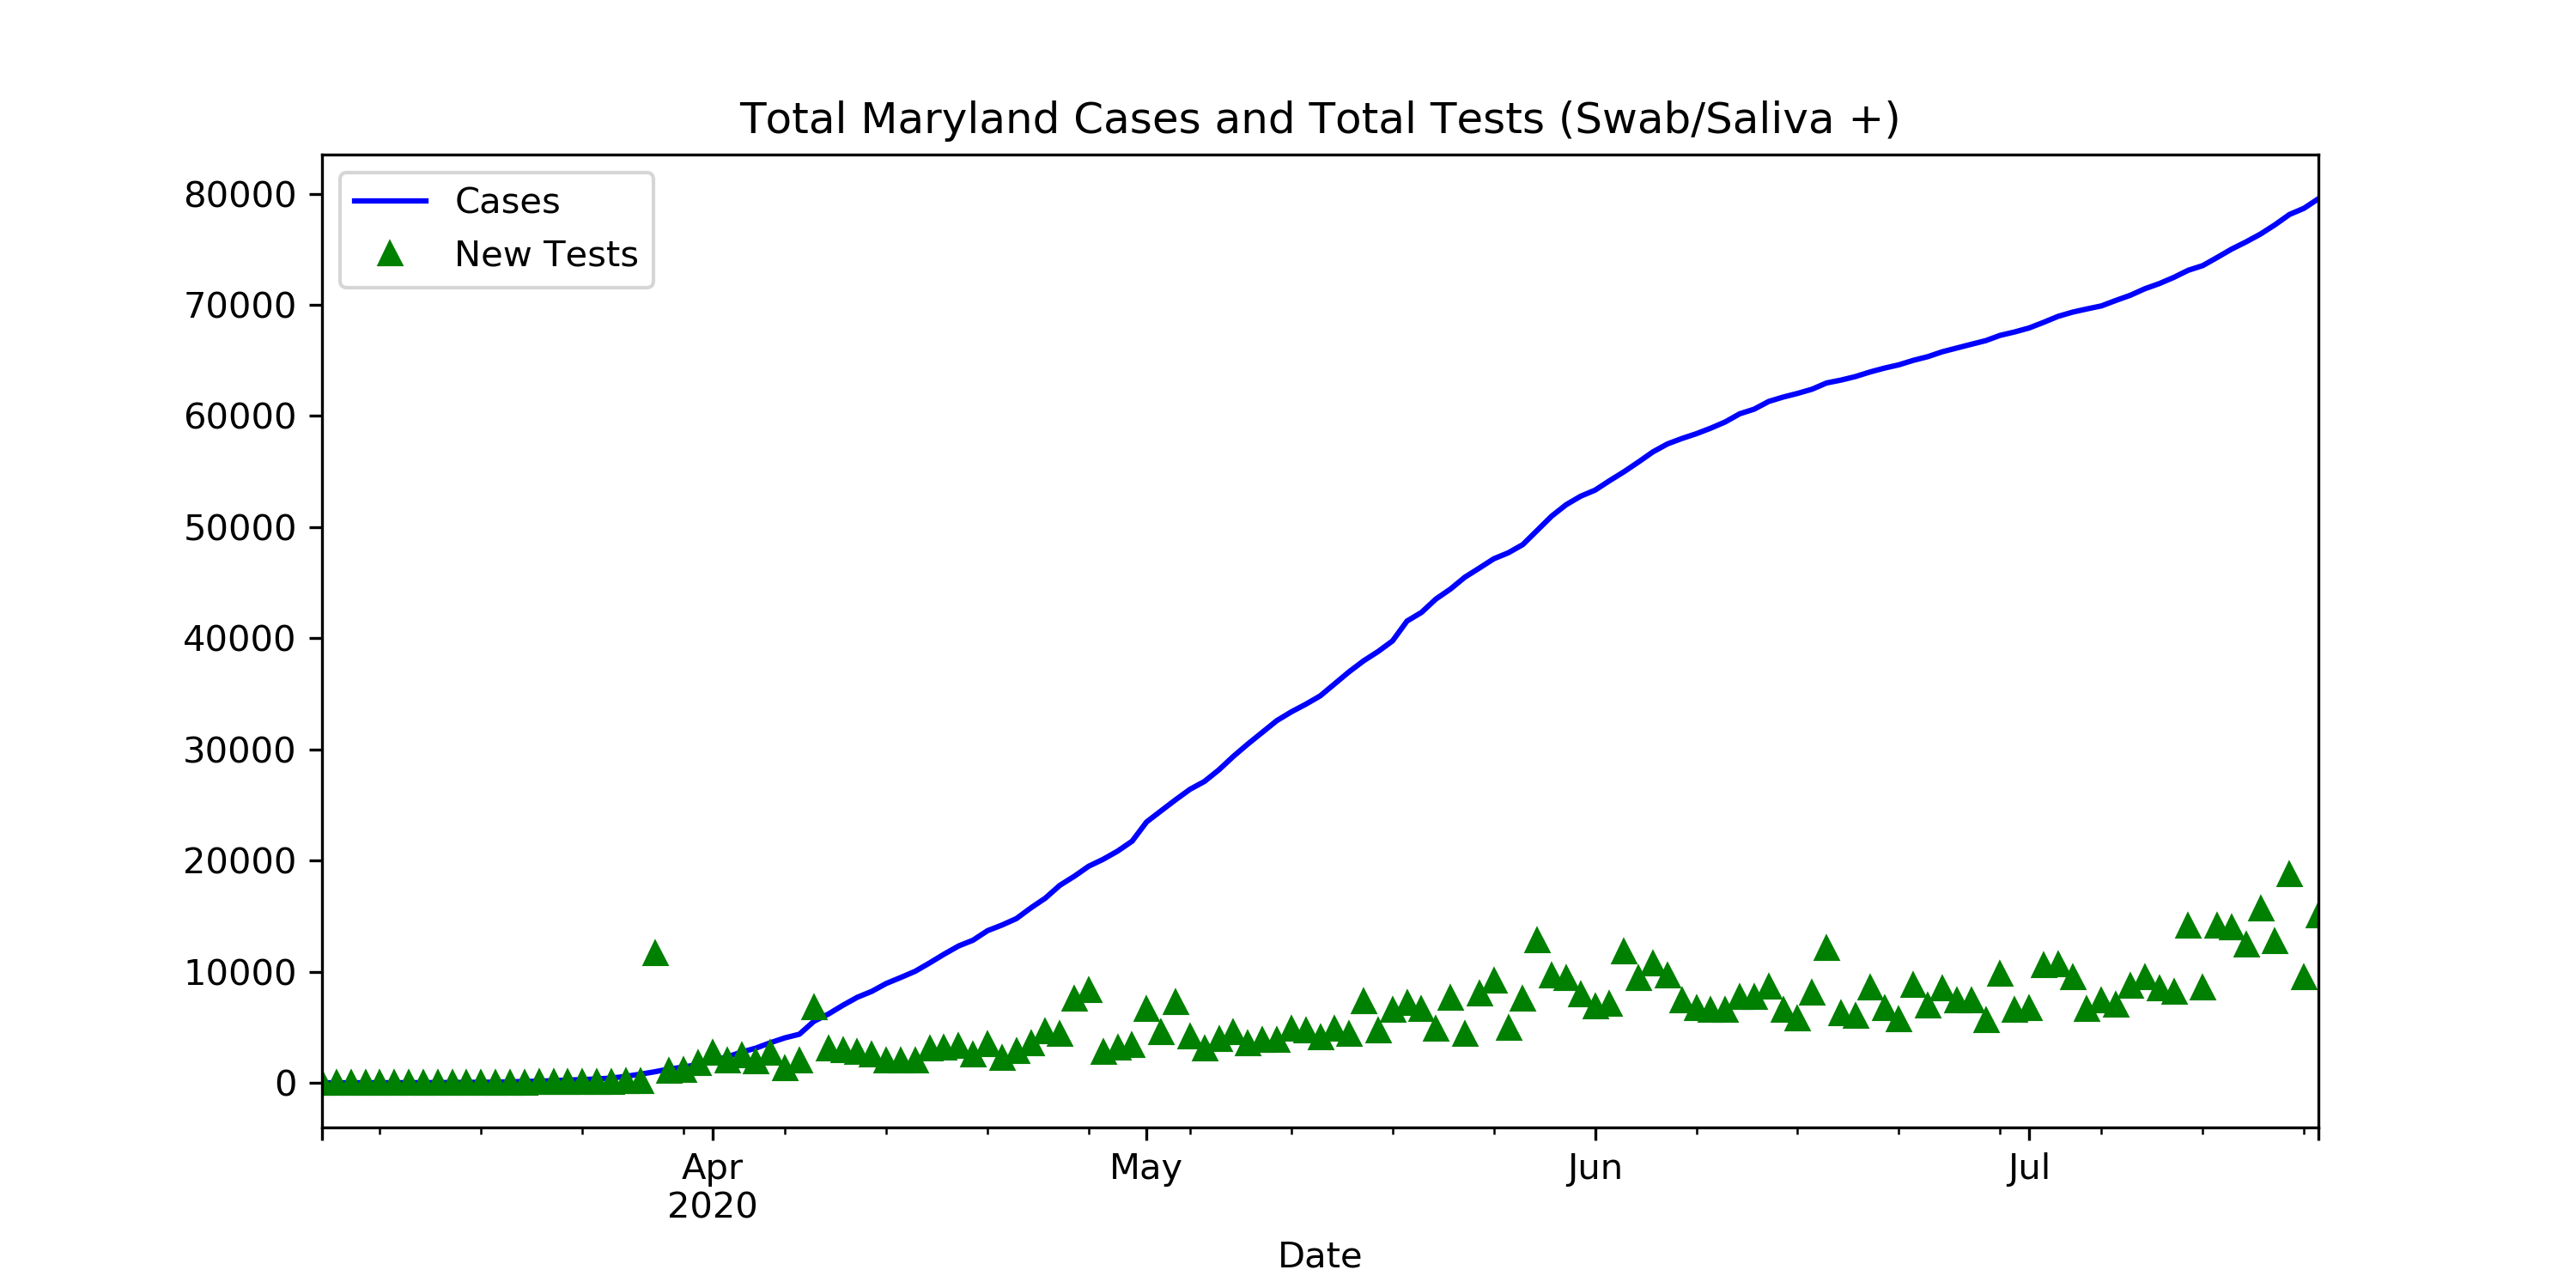 Total Maryland Cases and Total Tests (Swab/Saliva +)
Cases
New Tests
80000
70000
60000
50000
40000
30000
20000
10000
0
Apr May Jun Jul
2020
Date